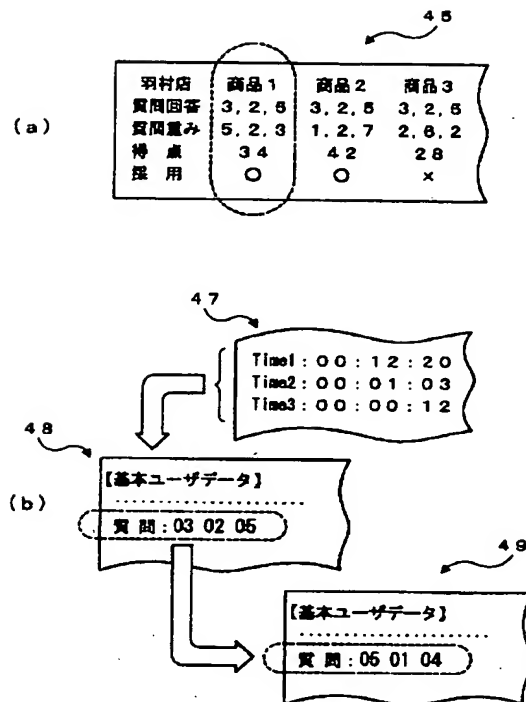 45
(a)
羽村店 商品1 商品2 商品3
質問回答 3,2,5 3,2,5 3,2,5
質問重み 5,2,3 1,2,7 2,6,2
得 点 34 42 28
採 用 ○ ○ ×
47
Time1:00:12:20
Time2:00:01:03
Time3:00:00:12
48
(b)
【基本ユーザデータ】
質 問:03 02 05
49
【基本ユーザデータ】
質 問:05 01 04